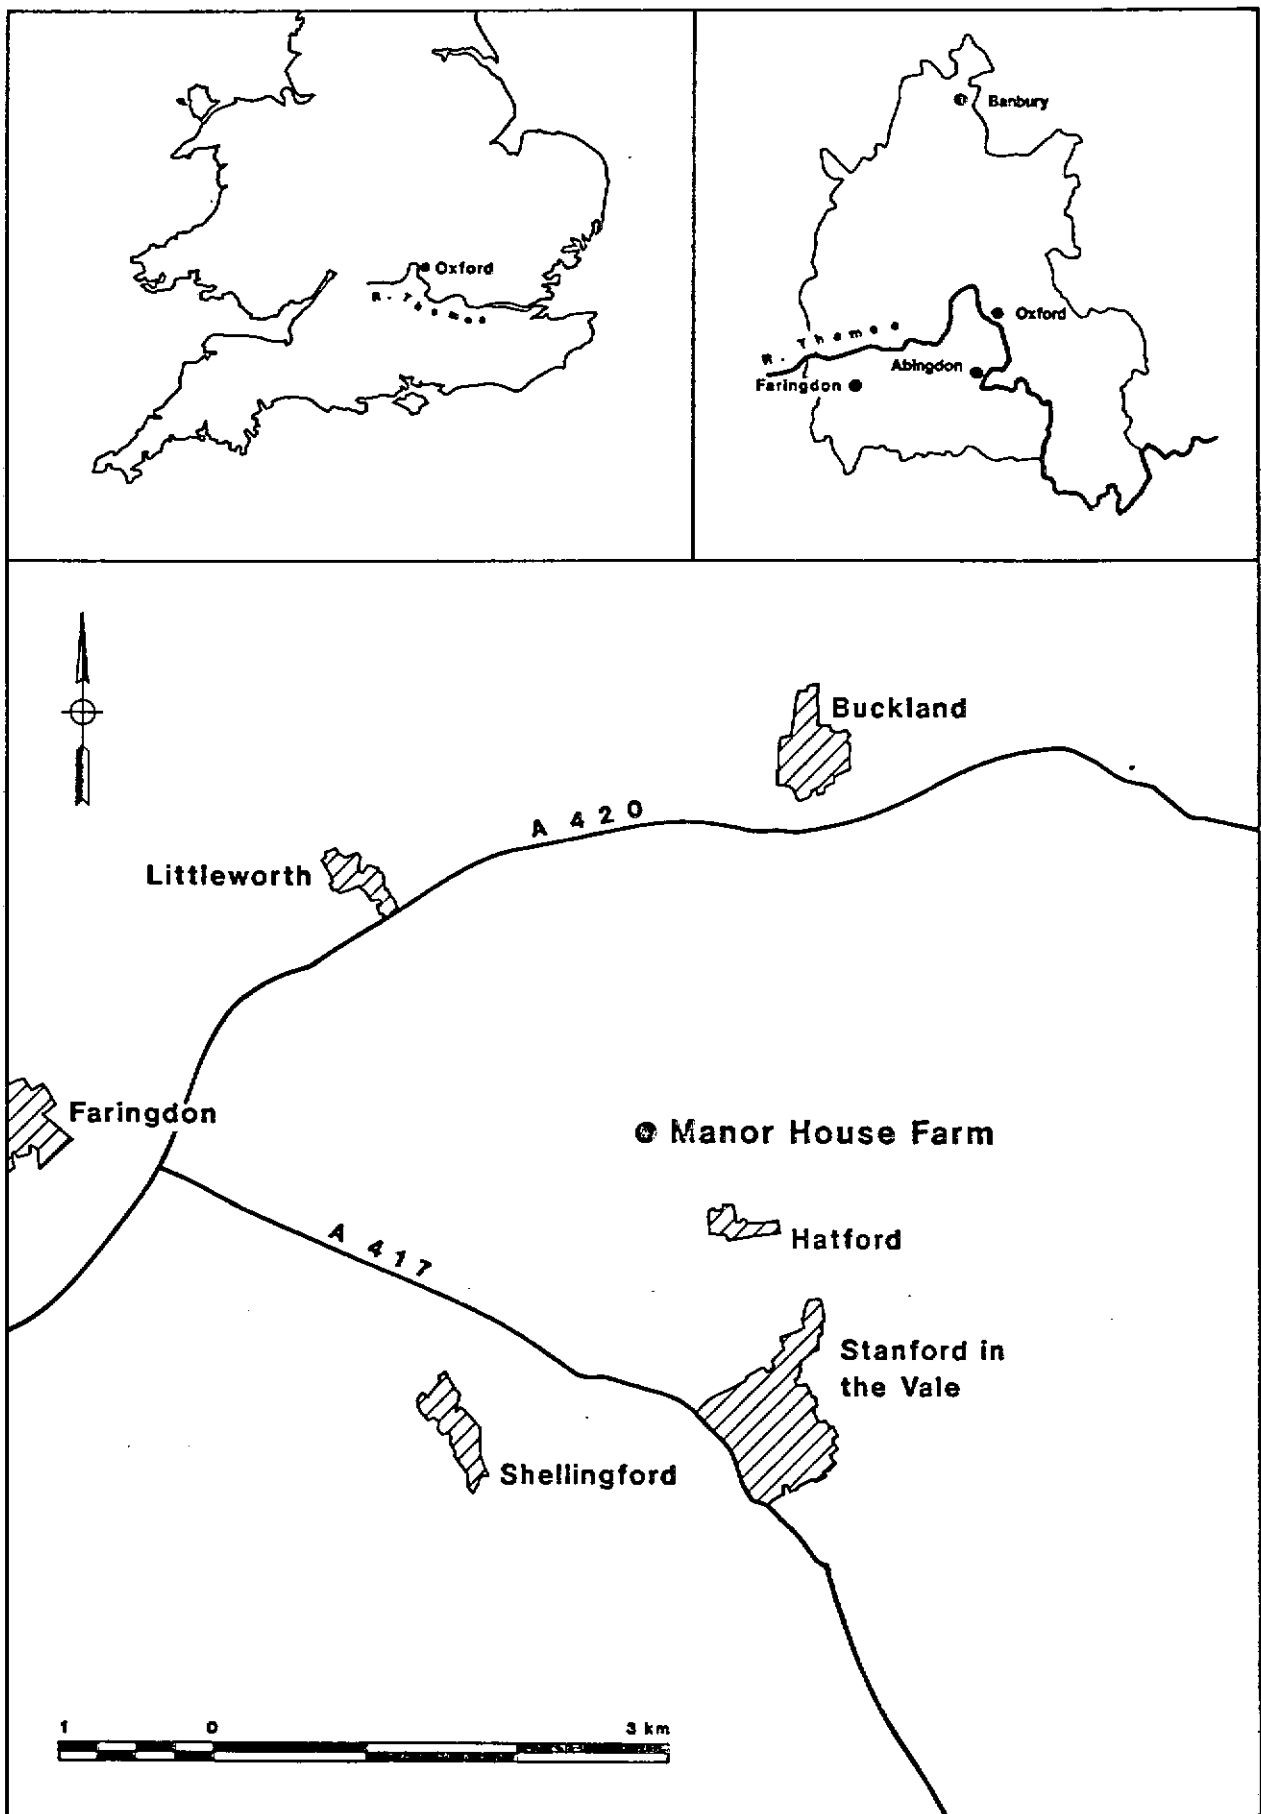 Oxford
R. Thames
Banbury
Oxford
R. Thames
Abingdon
Faringdon
Buckland
A 420
Littleworth
Faringdon
Manor House Farm
A 417
Hatford
Stanford in
the Vale
Shellingford
1 0 3 km